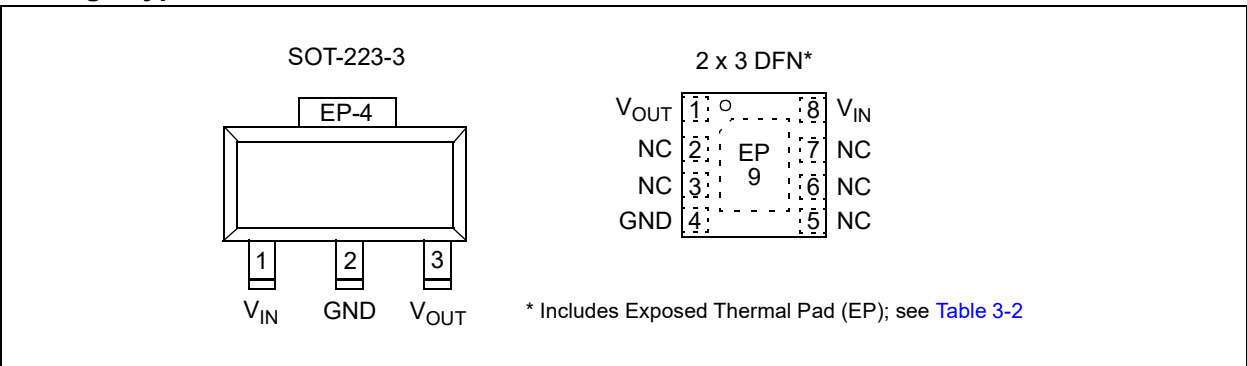 SOT-223-3
EP-4
1 2 3
VIN GND VOUT
2 x 3 DFN*
VOUT 1 8 VIN
NC 2 EP 7 NC
NC 3 9 6 NC
GND 4 5 NC
* Includes Exposed Thermal Pad (EP); see Table 3-2